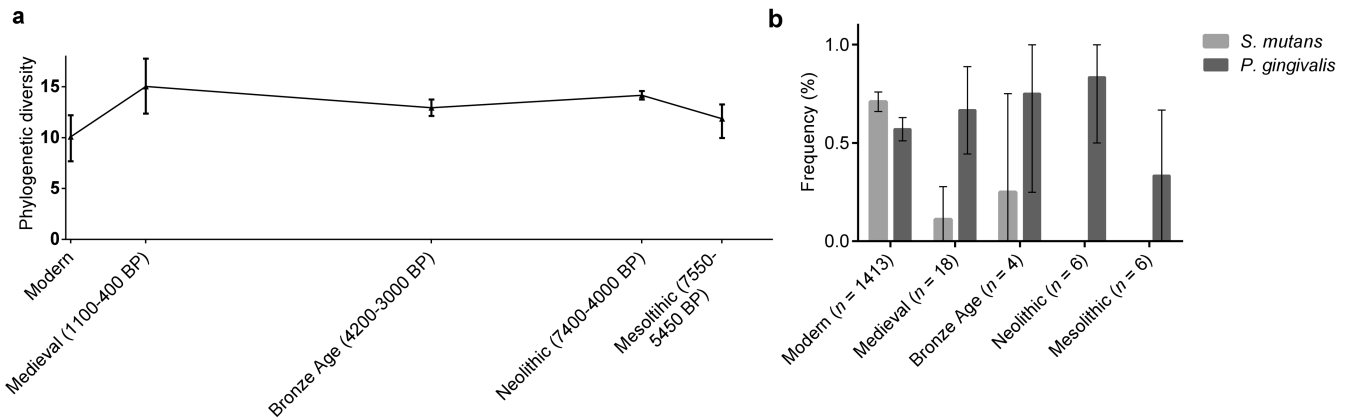 a
Phylogenetic diversity
15
10
5
0
Modern
Medieval (1100-400 BP)
Bronze Age (4200-3000 BP)
Neolithic (7400-4000 BP)
Mesoltihic (7550-
5450 BP)
b
Frequency (%)
1.0
0.5
0.0
Modern (n = 1413)
Medieval (n = 18)
Bronze Age (n = 4)
Neolithic (n = 6)
Mesolithic (n = 6)
S. mutans
P. gingivalis